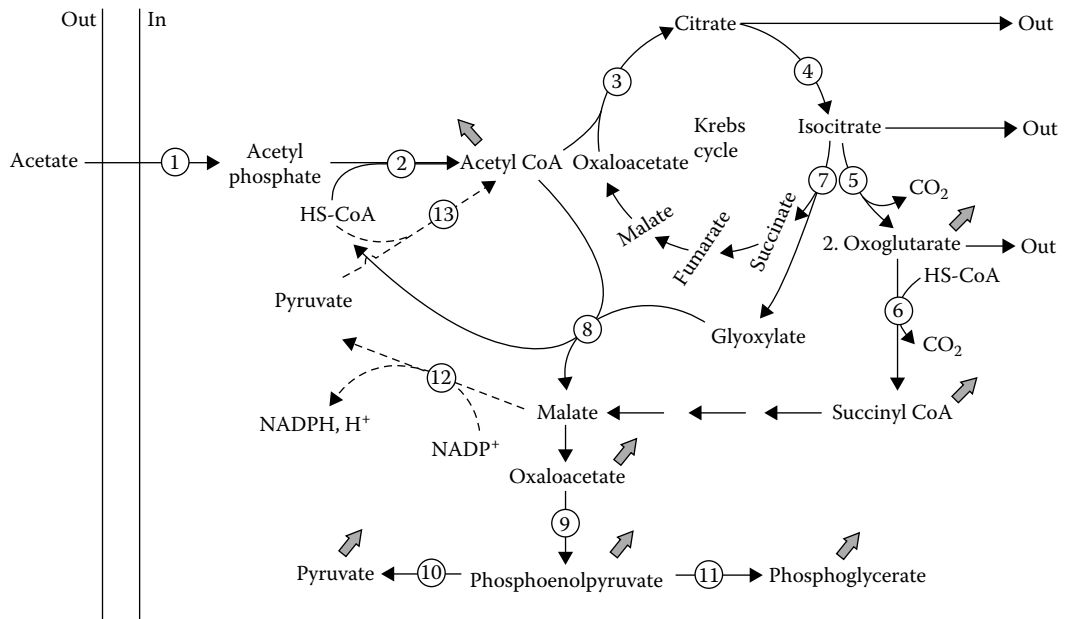 Out
In
Citrate
Out
3
4
Krebs
cycle
Isocitrate
Out
Acetate
1
Acetyl
phosphate
2
Acetyl CoA
Oxaloacetate
7
5
CO2
HS-CoA
13
Malate
Fumarate
Succinate
2. Oxoglutarate
Out
HS-CoA
Pyruvate
6
8
Glyoxylate
CO2
12
NADPH, H+
NADP+
Malate
Succinyl CoA
Oxaloacetate
9
Pyruvate
10
Phosphoenolpyruvate
11
Phosphoglycerate